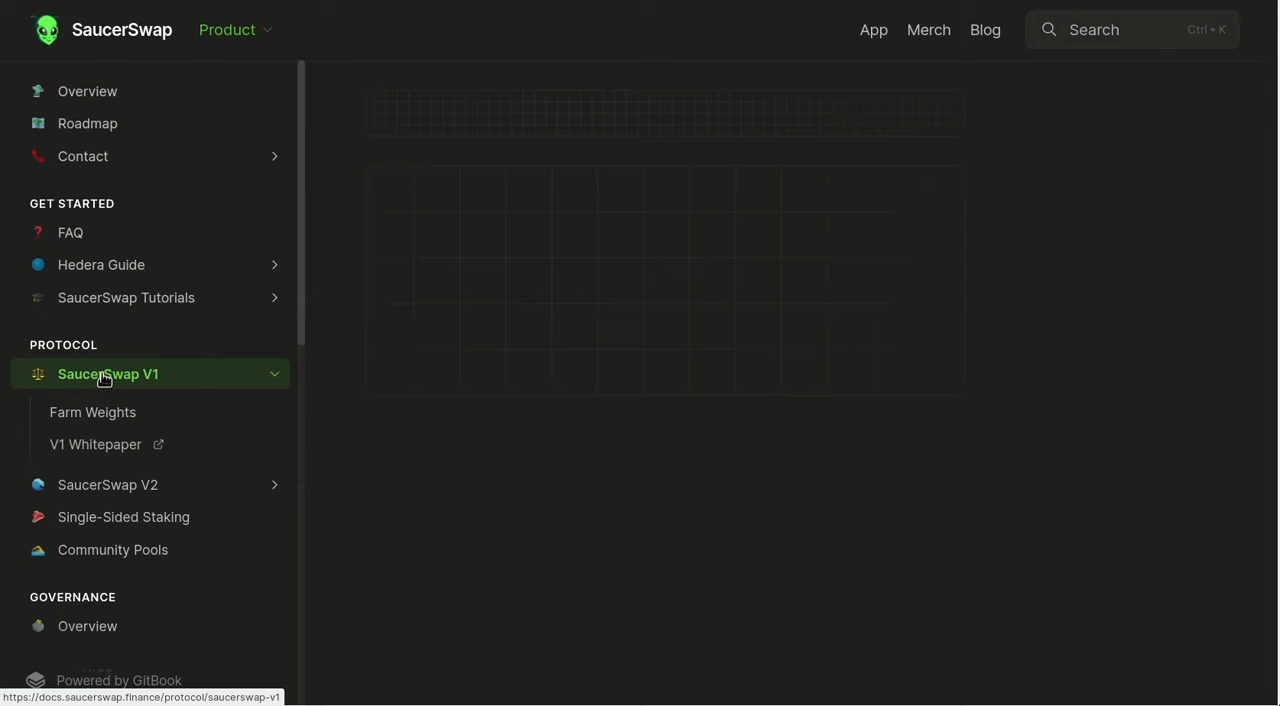 SaucerSwap
Product
App
Merch
Blog
Search
Ctrl + K
Overview
Roadmap
Contact
GET STARTED
FAQ
Hedera Guide
SaucerSwap Tutorials
PROTOCOL
SaucerSwap V1
Farm Weights
V1 Whitepaper
SaucerSwap V2
Single-Sided Staking
Community Pools
GOVERNANCE
Overview
Powered by GitBook
https://docs.saucerswap.finance/protocol/saucerswap-v1